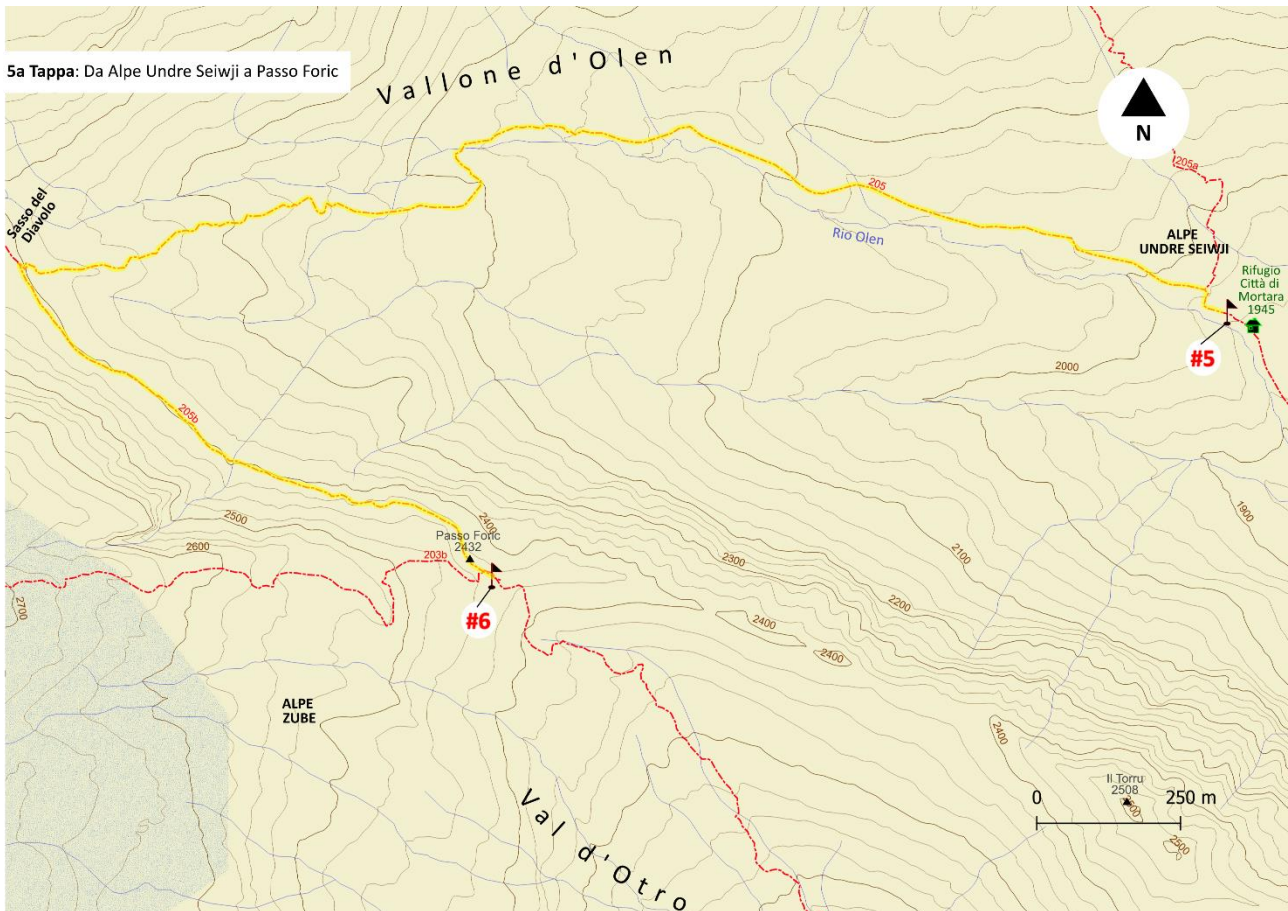 5a Tappa: Da Alpe Undre Seiwji a Passo Foric
Vallone d'Olen
N
205a
205
Rio Olen
ALPE
UNDRE SEIWJI
Rifugio
Città di
Mortara
1945
#5
Sasso del
Diavolo
2000
205b
1900
2500
2400
Passo Foric
2432
2600
203b
2300
2100
2700
2200
#6
2400
2400
ALPE
ZUBE
2400
Il Torru
2508
2500
0 250 m
2500
Val d'Otro